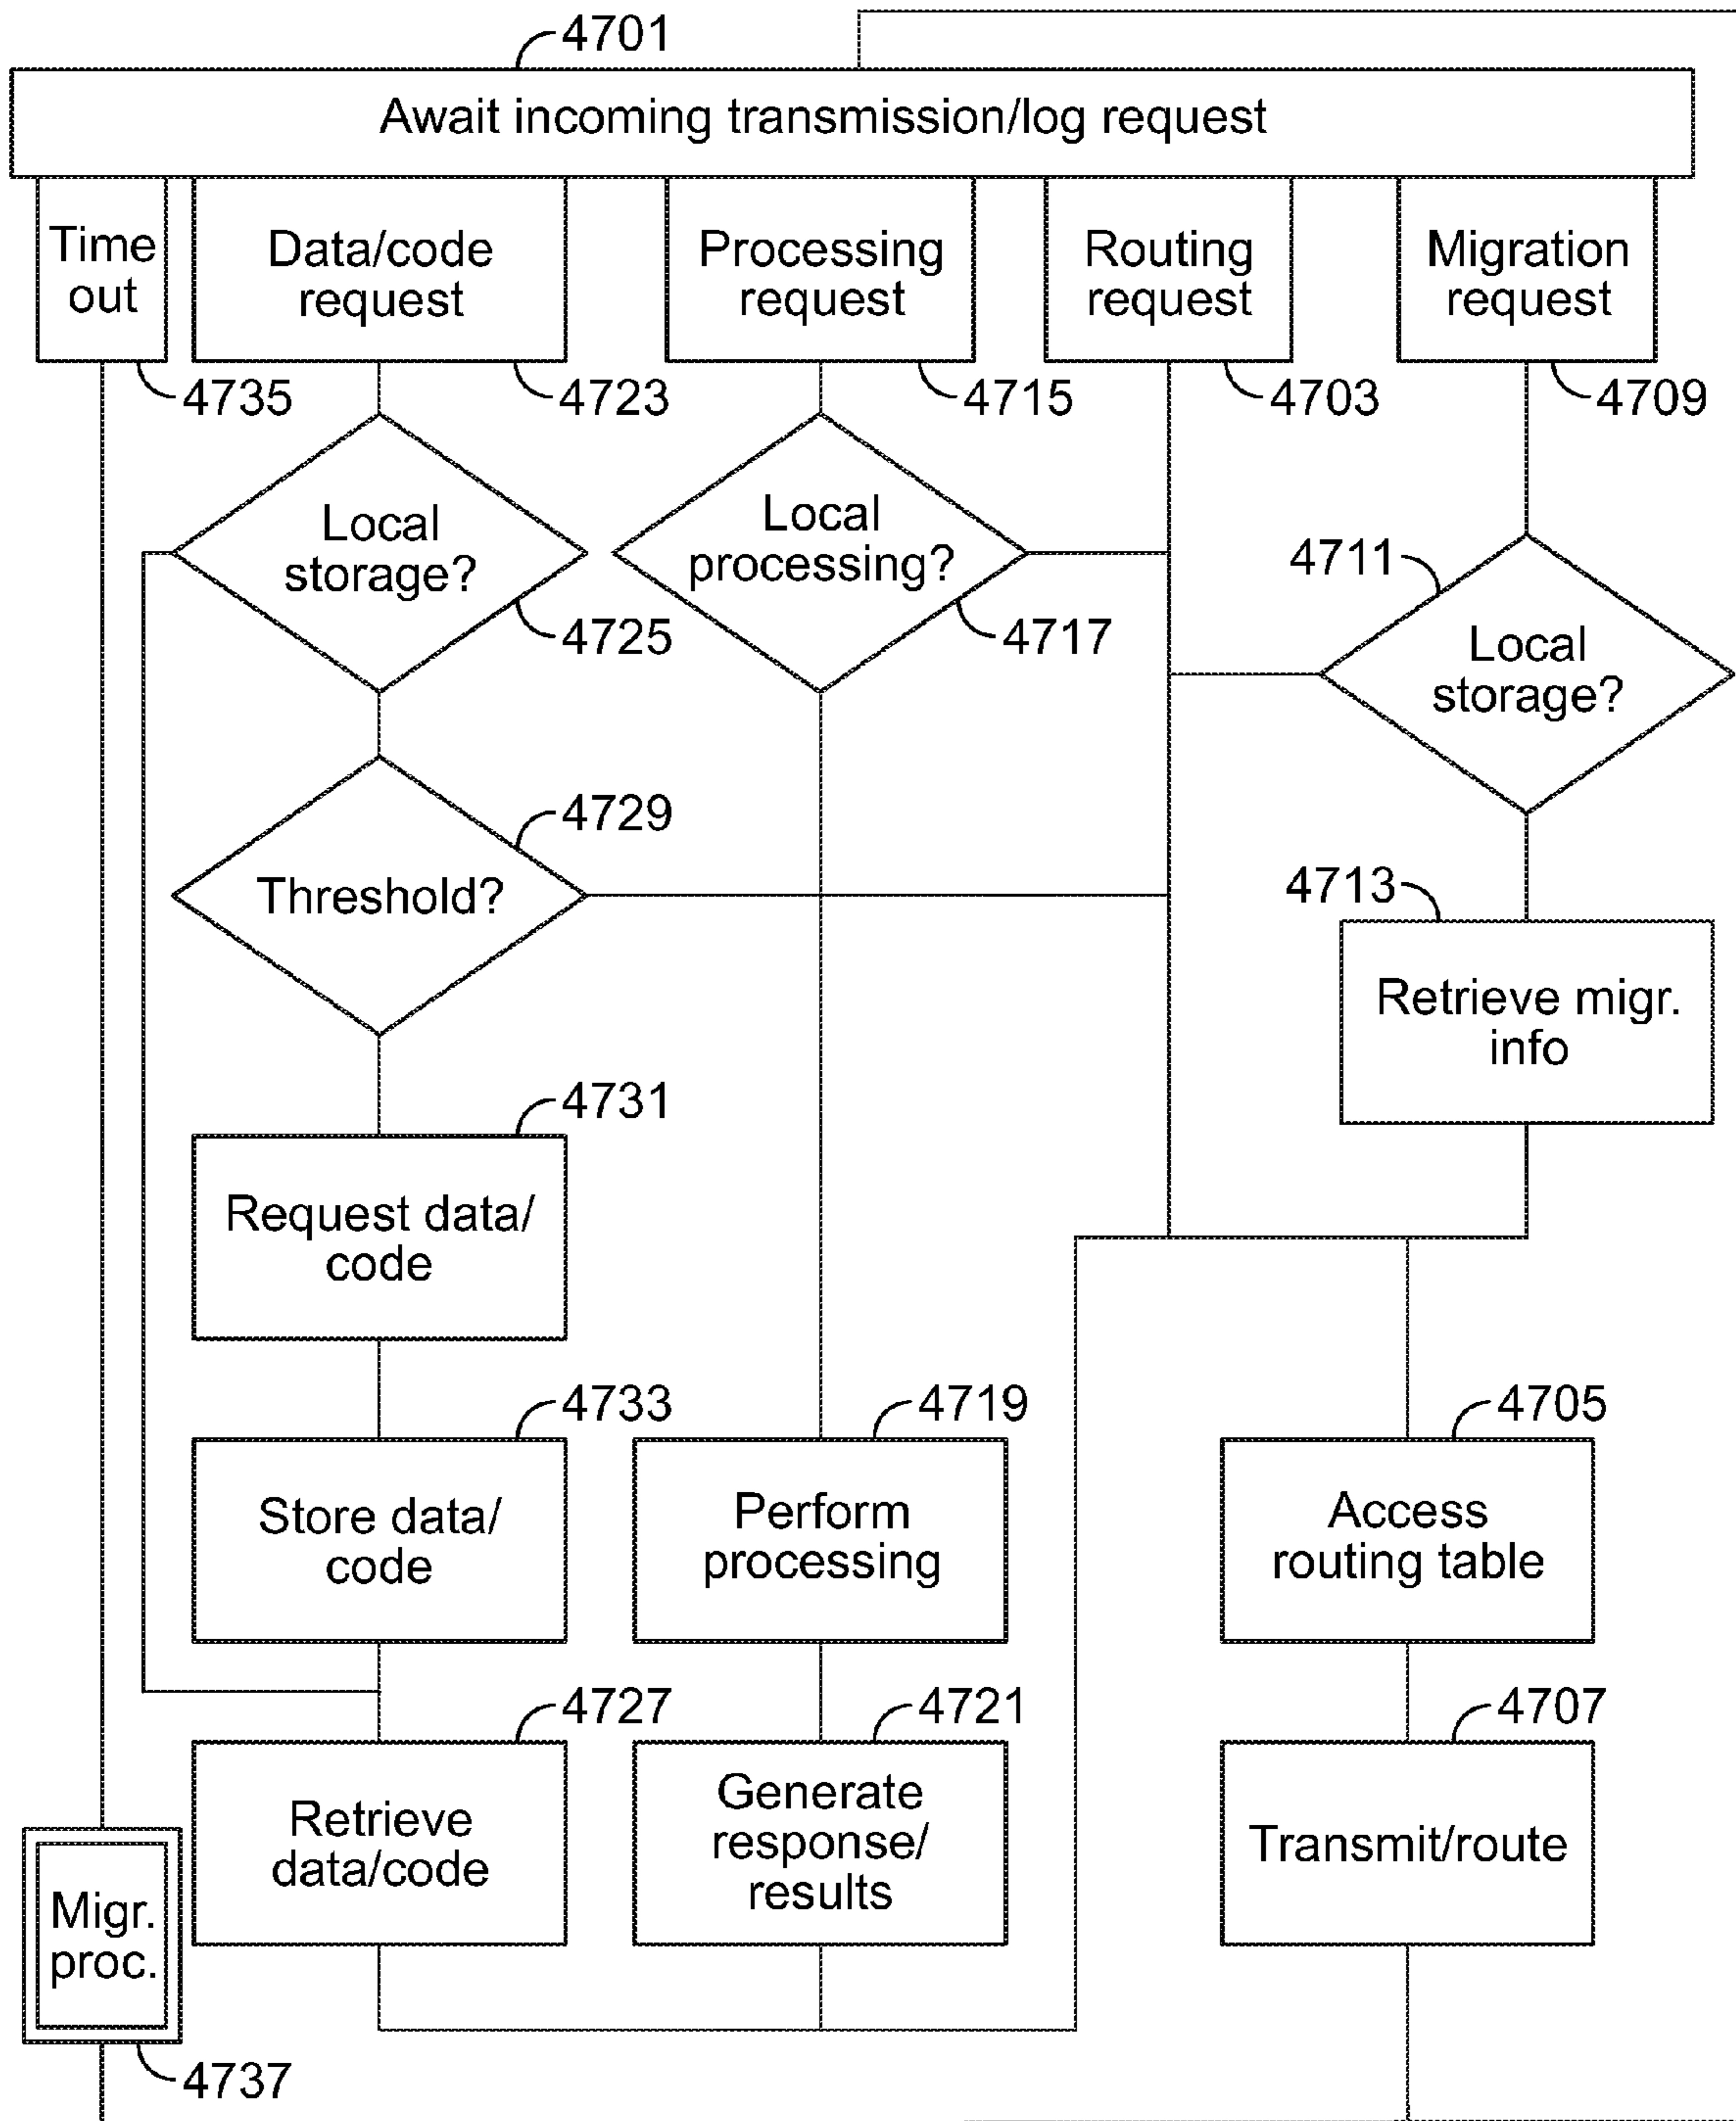 4701
Await incoming transmission/log request
Time
out
Data/code
request
Processing
request
Routing
request
Migration
request
4735
4723
4715
4703
4709
Local
storage?
4725
Local
processing?
4717
4711
Local
storage?
4729
Threshold?
4713
Retrieve migr.
info
4731
Request data/
code
4733
Store data/
code
4719
Perform
processing
4705
Access
routing table
4727
Retrieve
data/code
4721
Generate
response/
results
4707
Transmit/route
Migr.
proc.
4737